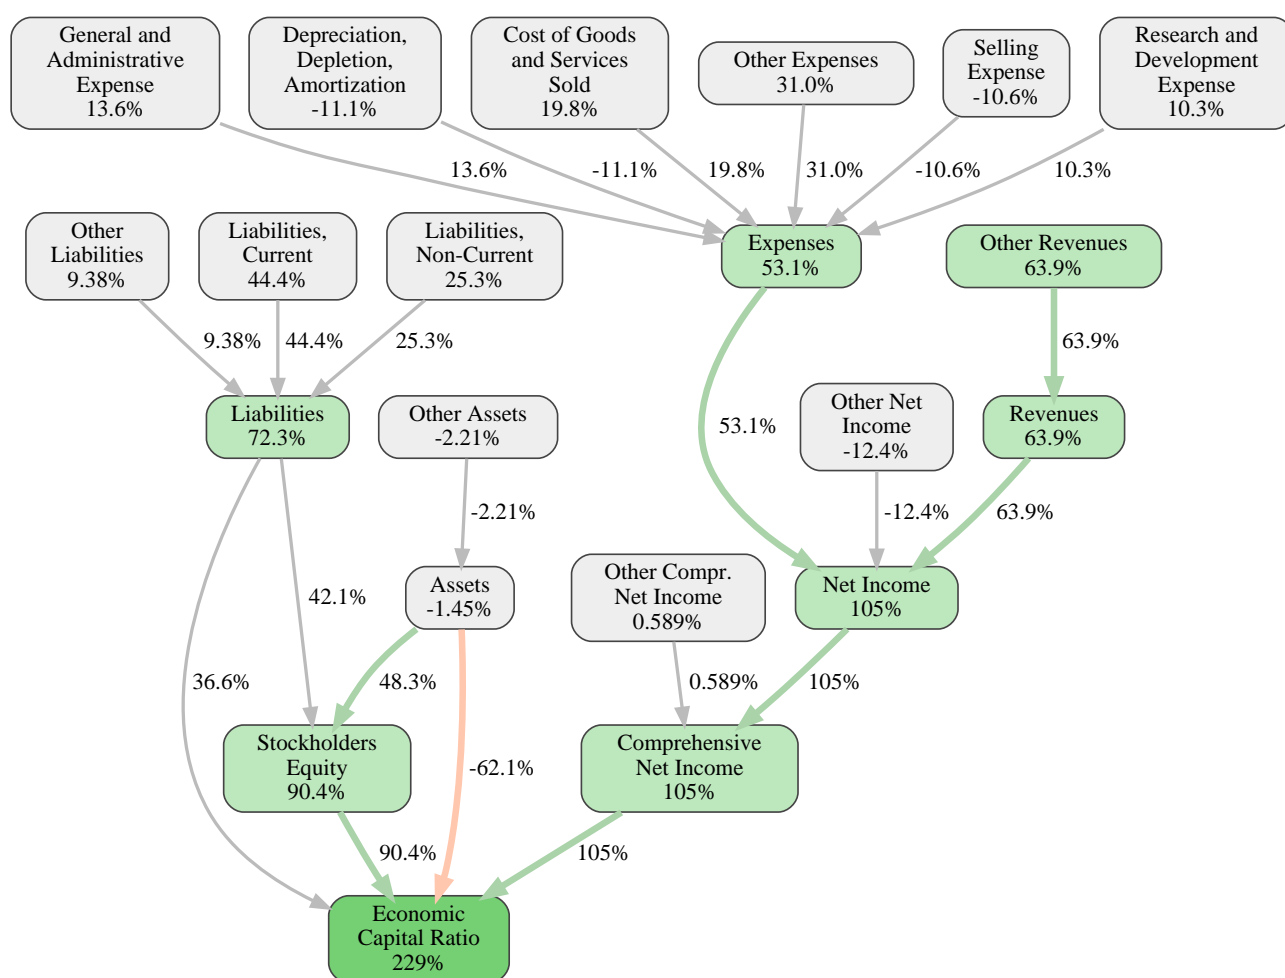 General and
Administrative
Expense
13.6%
Depreciation,
Depletion,
Amortization
-11.1%
Cost of Goods
and Services
Sold
19.8%
Other Expenses
31.0%
Selling
Expense
-10.6%
Research and
Development
Expense
10.3%
13.6%
-11.1%
19.8%
31.0%
-10.6%
10.3%
Other
Liabilities
9.38%
Liabilities,
Current
44.4%
Liabilities,
Non-Current
25.3%
Expenses
53.1%
Other Revenues
63.9%
9.38%
44.4%
25.3%
63.9%
Liabilities
72.3%
Other Assets
-2.21%
53.1%
Other Net
Income
-12.4%
Revenues
63.9%
-2.21%
-12.4%
63.9%
42.1%
Assets
-1.45%
Other Compr.
Net Income
0.589%
Net Income
105%
36.6%
48.3%
0.589%
105%
Stockholders
Equity
90.4%
-62.1%
Comprehensive
Net Income
105%
90.4%
105%
Economic
Capital Ratio
229%